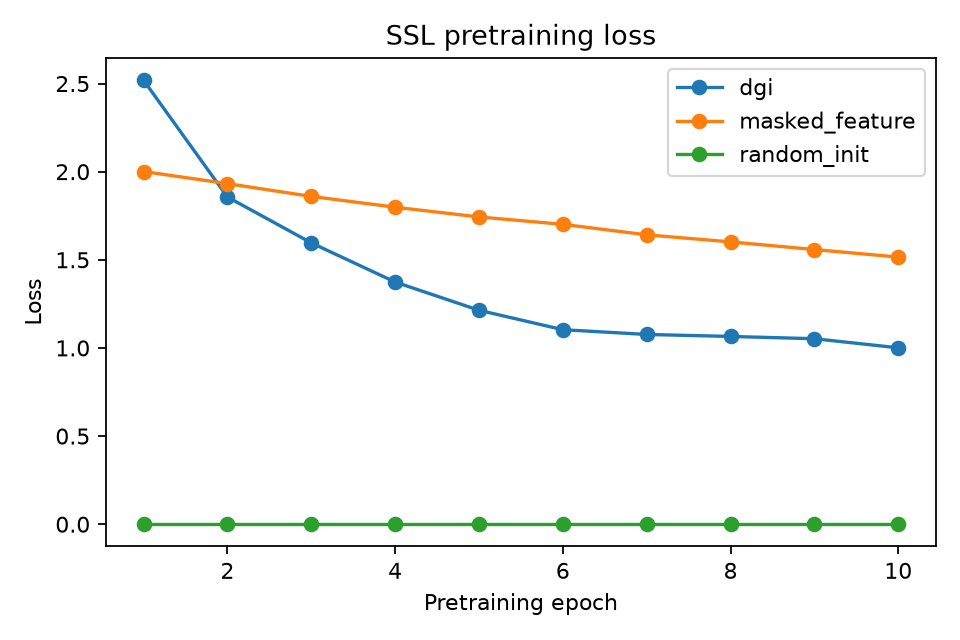 SSL pretraining loss
dgi
masked_feature
random_init
2.5
2.0
1.5
1.0
0.5
0.0
Loss
2 4 6 8 10
Pretraining epoch